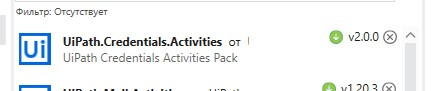 Фильтр: Отсутствует
Ui UiPath.Credentials.Activities от v2.0.0
UiPath Credentials Activities Pack
v1.20.3